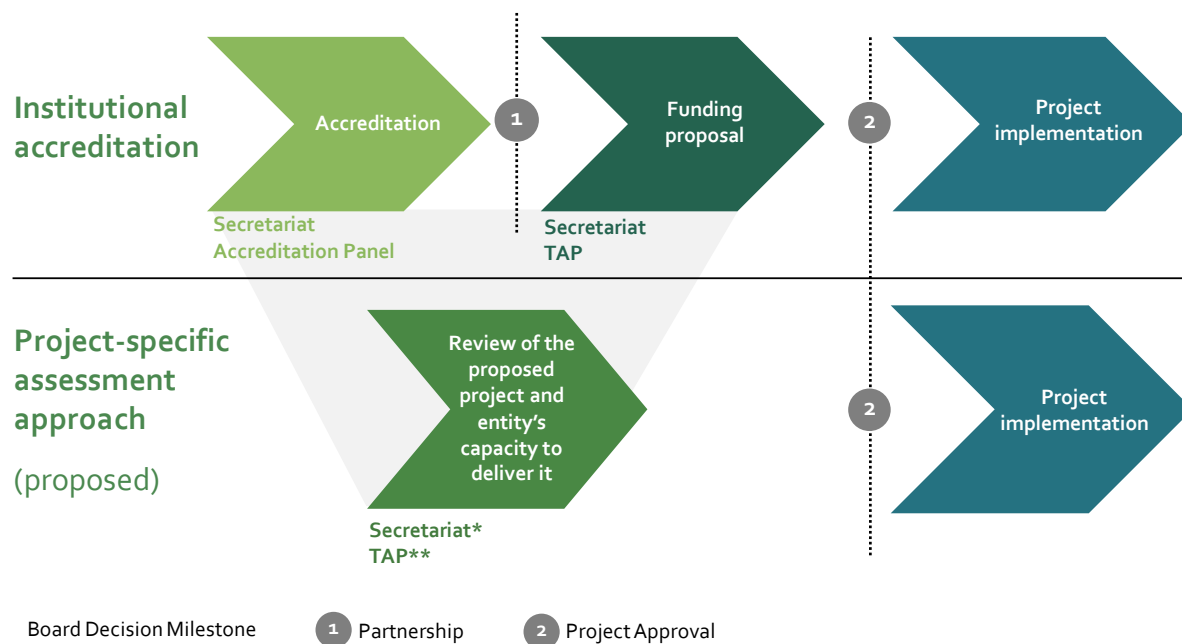 Institutional
accreditation
Accreditation
1
Funding
proposal
2
Project
implementation
Secretariat
Accreditation Panel
Secretariat
TAP
Project-specific
assessment
approach
(proposed)
Review of the
proposed
project and
entity's
capacity to
deliver it
2
Project
implementation
Secretariat*
TAP**
Board Decision Milestone
1 Partnership
2 Project Approval